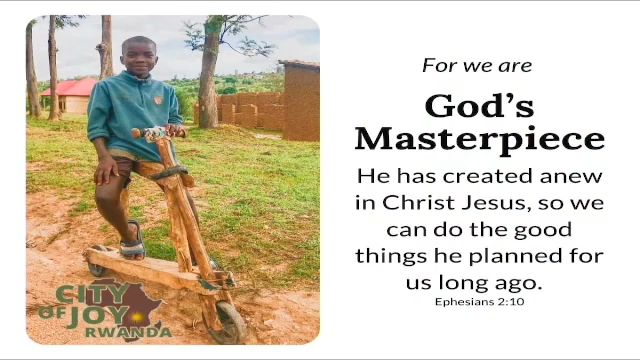 For we are
God's
Masterpiece
He has created anew
in Christ Jesus, so we
can do the good
things he planned for
us long ago.
Ephesians 2:10
CITY
OF JOY
RWANDA